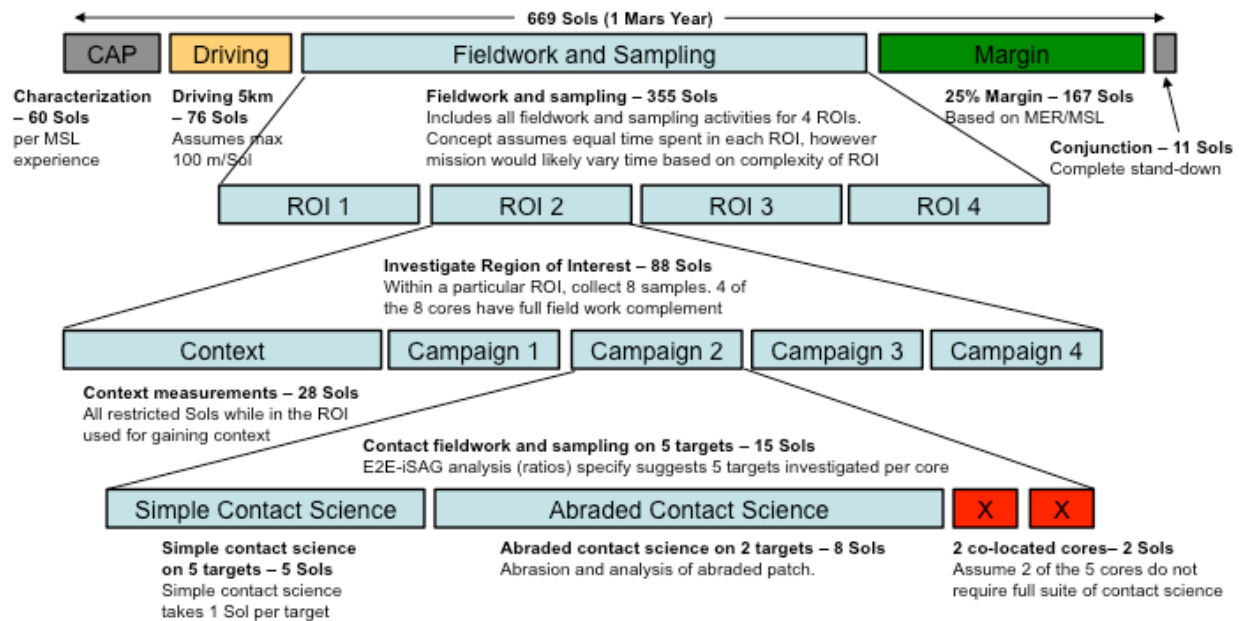 669 Sols (1 Mars Year)
CAP
Driving
Fieldwork and Sampling
Margin
Characterization
– 60 Sols
per MSL
experience
Driving 5km
– 76 Sols
Assumes max
100 m/Sol
Fieldwork and sampling – 355 Sols
Includes all fieldwork and sampling activities for 4 ROIs.
Concept assumes equal time spent in each ROI, however
mission would likely vary time based on complexity of ROI
25% Margin – 167 Sols
Based on MER/MSL
Conjunction – 11 Sols
Complete stand-down
ROI 1
ROI 2
ROI 3
ROI 4
Investigate Region of Interest – 88 Sols
Within a particular ROI, collect 8 samples. 4 of
the 8 cores have full field work complement
Context
Campaign 1
Campaign 2
Campaign 3
Campaign 4
Context measurements – 28 Sols
All restricted Sols while in the ROI
used for gaining context
Contact fieldwork and sampling on 5 targets – 15 Sols
E2E-iSAG analysis (ratios) specify suggests 5 targets investigated per core
Simple Contact Science
Abraded Contact Science
X
X
Simple contact science
on 5 targets – 5 Sols
Simple contact science
takes 1 Sol per target
Abraded contact science on 2 targets – 8 Sols
Abrasion and analysis of abraded patch.
2 co-located cores– 2 Sols
Assume 2 of the 5 cores do not
require full suite of contact science